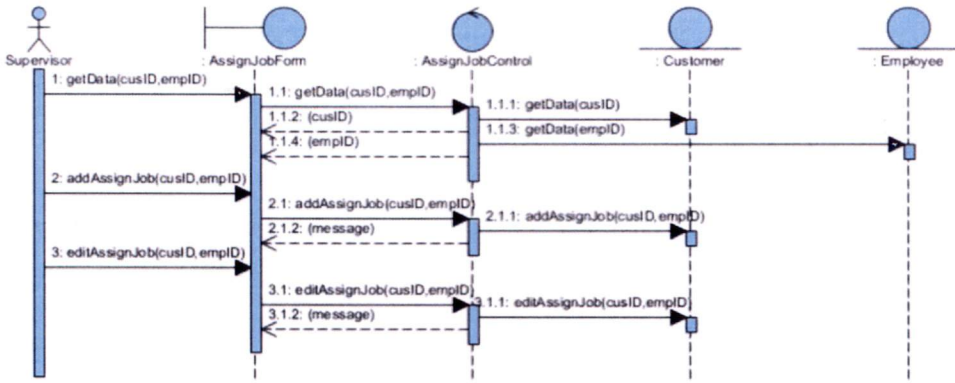 Supervisor
: AssignJobForm
: AssignJobControl
: Customer
: Employee
1: getData(cusID,empID)
1.1: getData(cusID,empID)
1.1.1: getData(cusID)
1.1.2: (cusID)
1.1.3: getData(empID)
1.1.4: (empID)
2: addAssignJob(cusID,empID)
2.1: addAssignJob(cusID,empID)
2.1.1: addAssignJob(cusID,empID)
2.1.2: (message)
3: editAssignJob(cusID,empID)
3.1: editAssignJob(cusID,empID)
3.1.1: editAssignJob(cusID,empID)
3.1.2: (message)